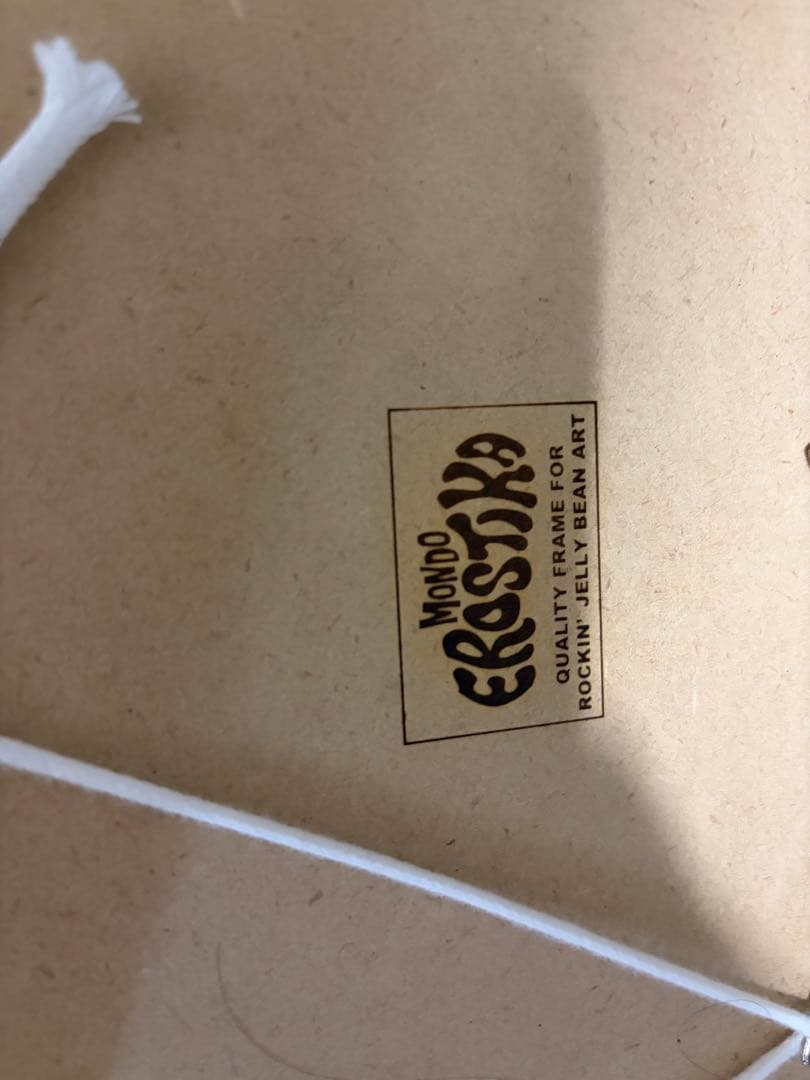 MONDO
EROSTIKA
QUALITY FRAME FOR
ROCKIN' JELLY BEAN ART